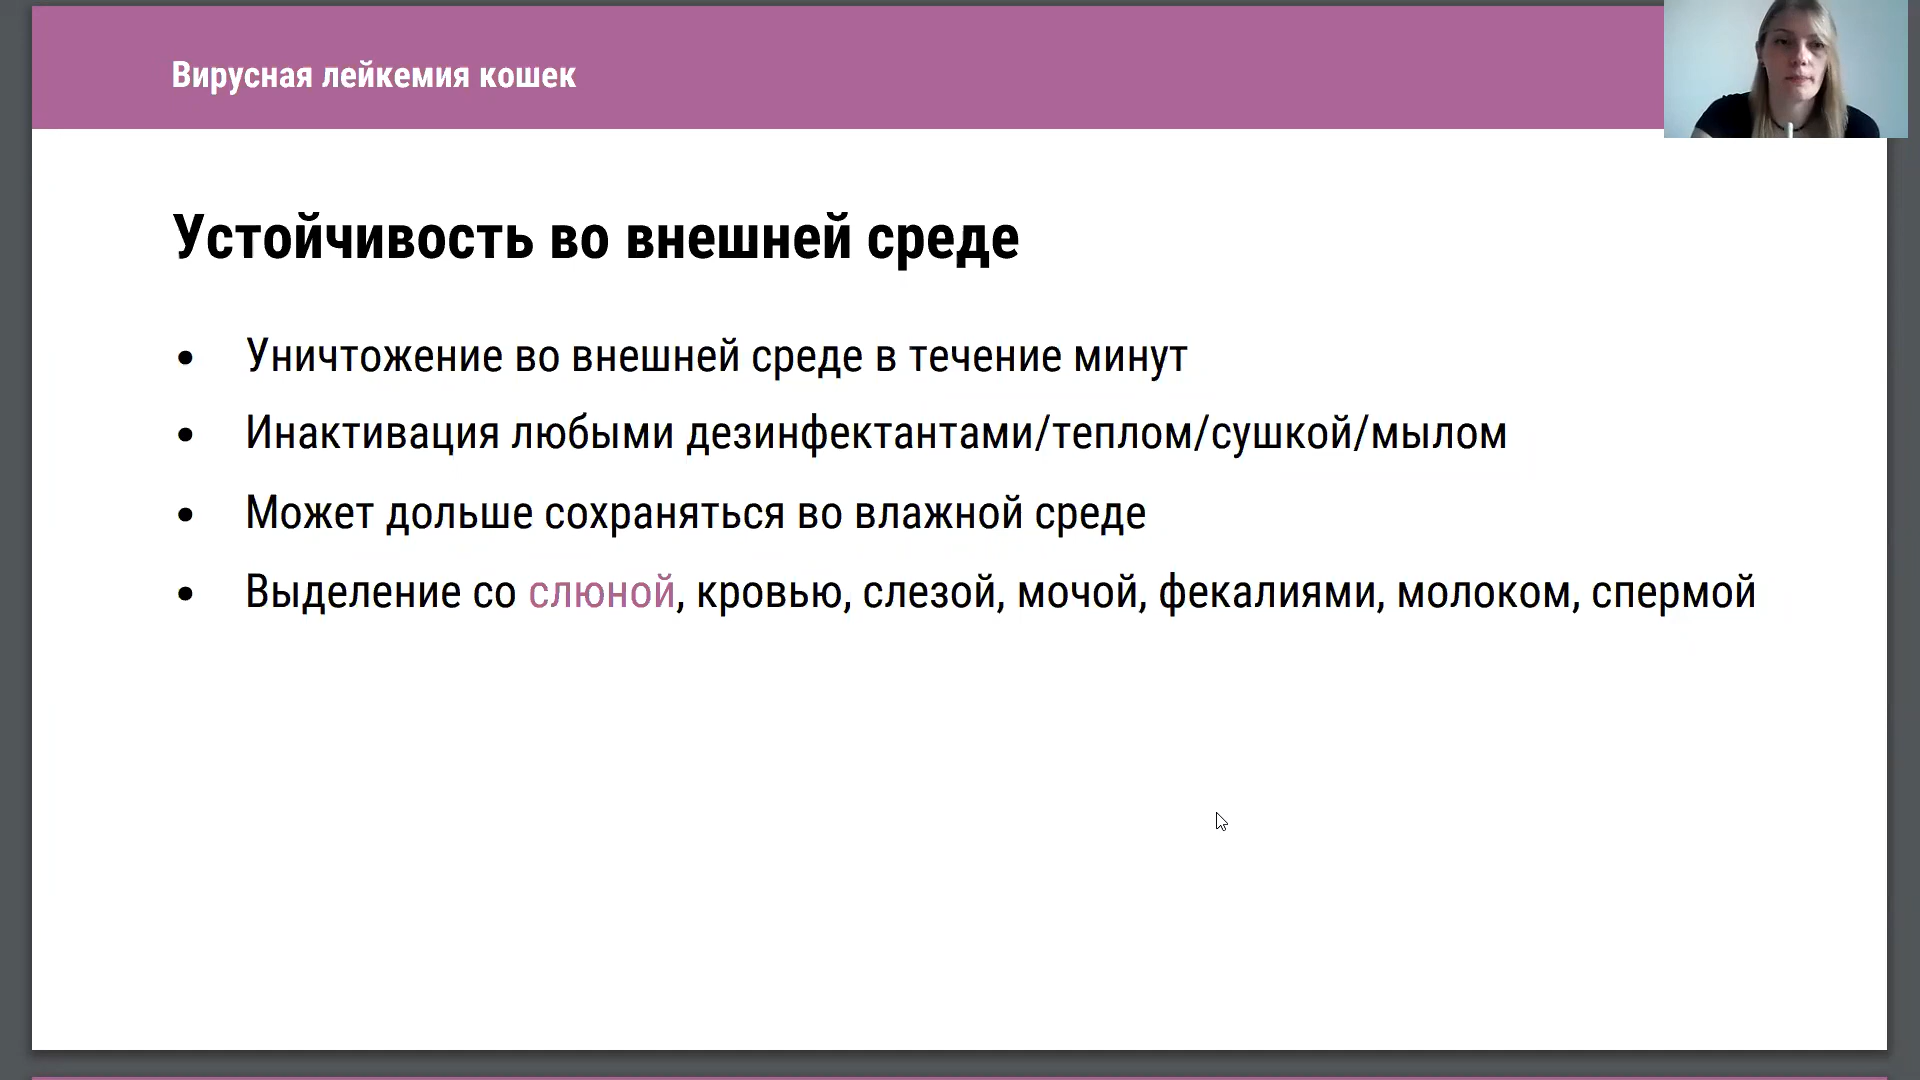 Вирусная лейкемия кошек
Устойчивость во внешней среде
• Уничтожение во внешней среде в течение минут
• Инактивация любыми дезинфектантами/теплом/сушкой/мылом
• Может дольше сохраняться во влажной среде
• Выделение со слюной, кровью, слезой, мочой, фекалиями, молоком, спермой